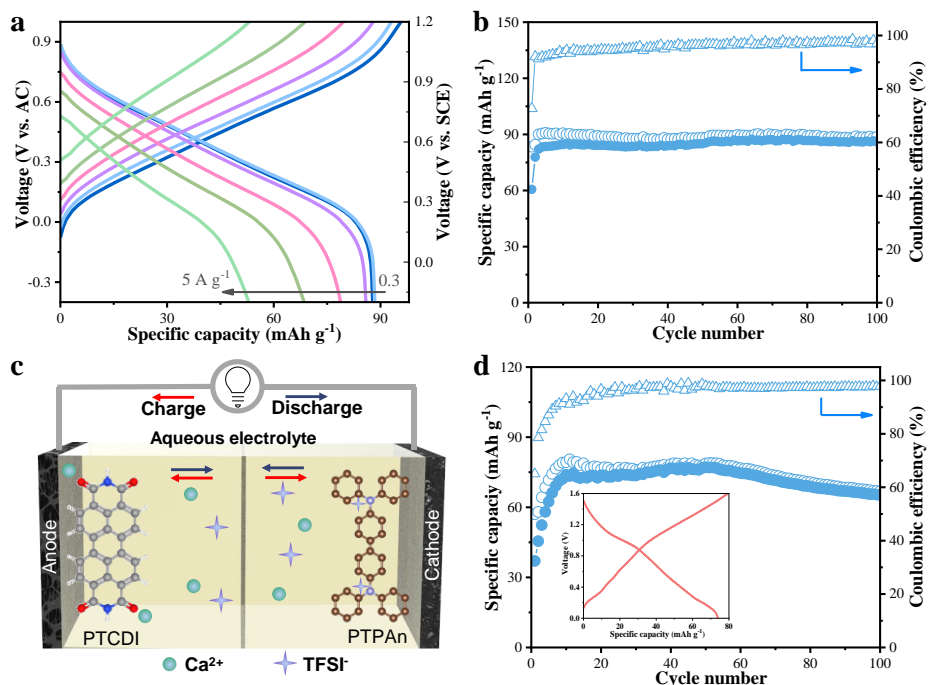 a
Voltage (V vs. AC)
0.9
0.6
0.3
0.0
-0.3
1.2
0.9
0.6
0.3
0.0
Voltage (V vs. SCE)
5 A g-1
0.3
0
30
60
90
Specific capacity (mAh g-1)
b
Specific capaciy (mAh g-1)
150
120
90
60
30
0
100
80
60
40
20
0
Coulombic efficiency (%)
0
20
40
60
80
100
Cycle number
c
Charge
Discharge
Aqueous electrolyte
Anode
Cathode
PTCDI
PTPAn
Ca2+
TFSI-
d
Specific capaciy (mAh g-1)
120
90
60
30
0
100
80
60
40
20
0
Coulombic efficiency (%)
Voltage (V)
1.6
1.2
0.8
0.4
0.0
0
20
40
60
80
Specific capacity (mAh g-1)
0
20
40
60
80
100
Cycle number